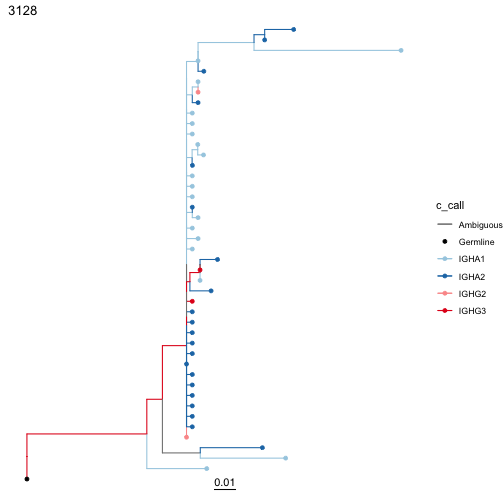 3128
c_call
Ambiguous
Germline
IGHA1
IGHA2
IGHG2
IGHG3
0.01